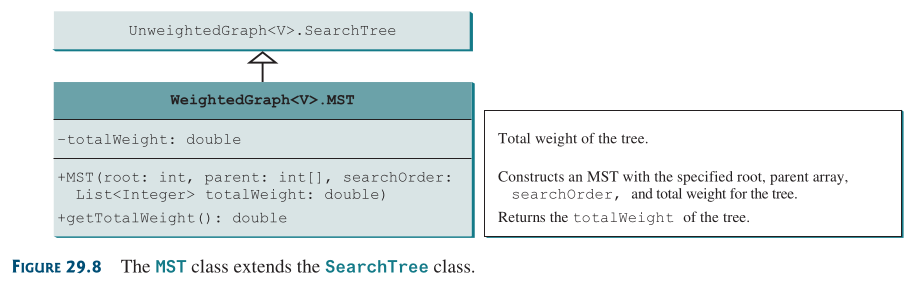 UnweightedGraph<V>.SearchTree
WeightedGraph<V>.MST
-totalWeight: double
Total weight of the tree.
+MST(root: int, parent: int[], searchOrder:
List<Integer> totalWeight: double)
Constructs an MST with the specified root, parent array,
searchOrder, and total weight for the tree.
+getTotalWeight(): double
Returns the totalWeight of the tree.
FIGURE 29.8 The MST class extends the SearchTree class.